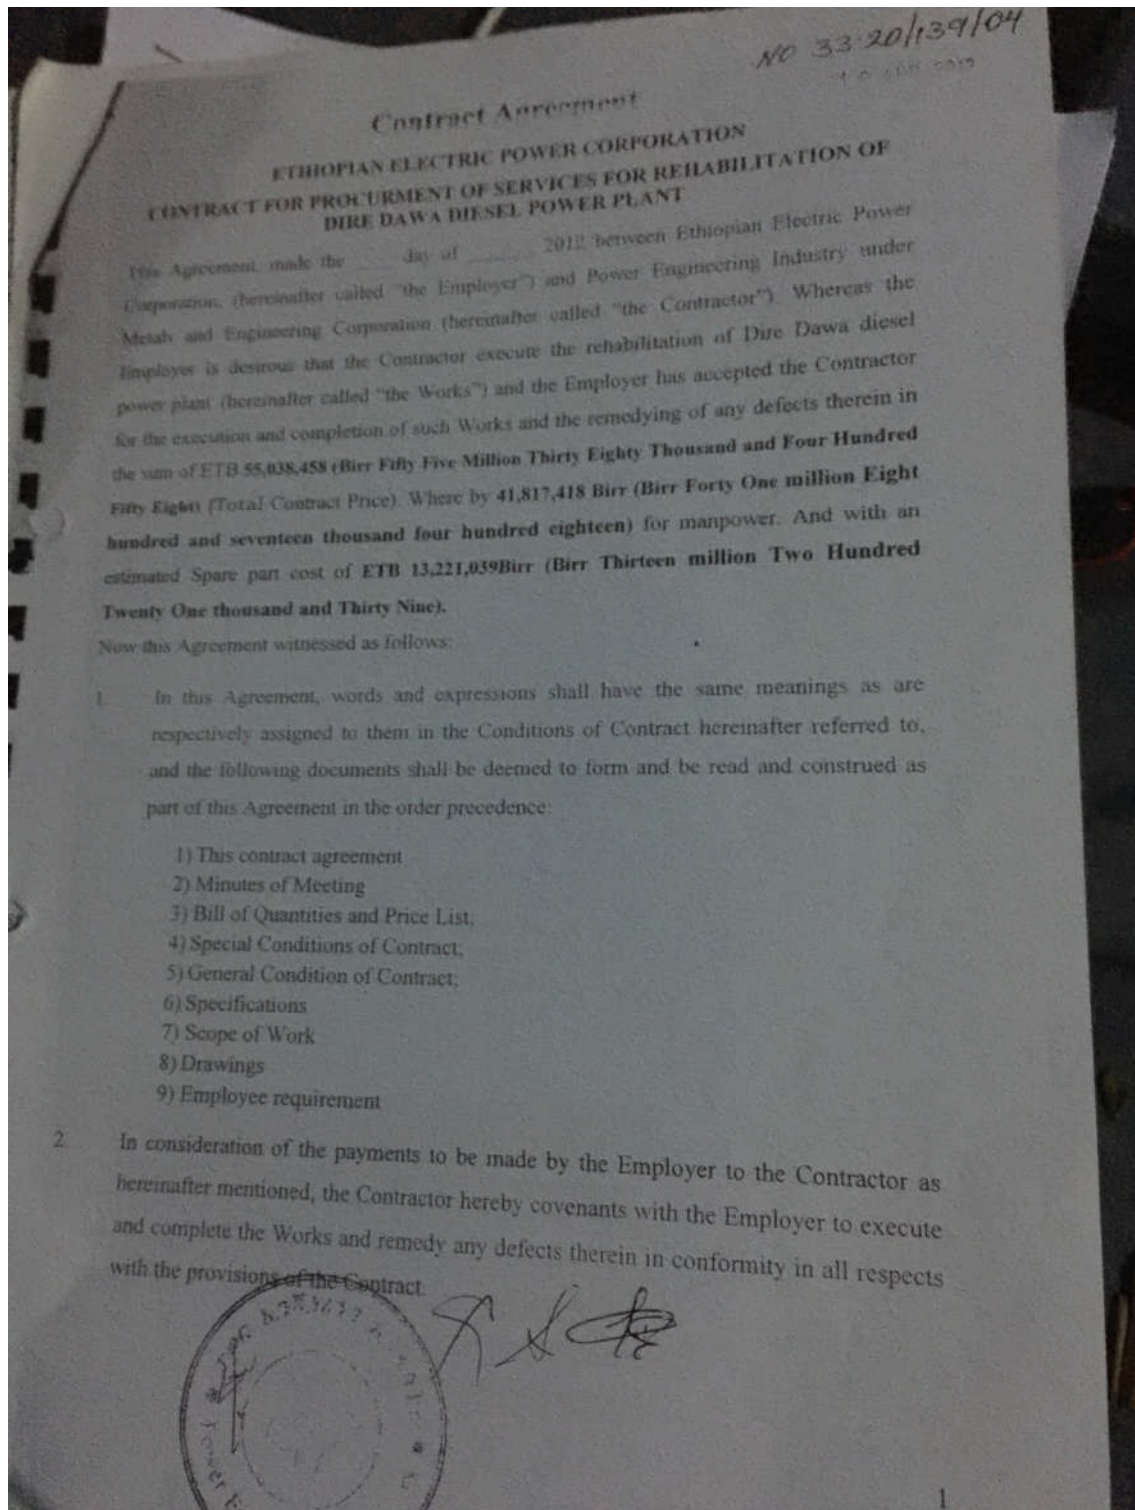 NO 33-20/139/04
Contract Agreement
ETHIOPIAN ELECTRIC POWER CORPORATION
CONTRACT FOR PROCURMENT OF SERVICES FOR REHABILITATION OF
DIRE DAWA DIESEL POWER PLANT
This Agreement, made the ____ day of ______ 2012 between Ethiopian Electric Power
Corporation, (hereinafter called "the Employer") and Power Engineering Industry under
Metals and Engineering Corporation (hereinafter called "the Contractor"). Whereas the
Employer is desirous that the Contractor execute the rehabilitation of Dire Dawa diesel
power plant (hereinafter called "the Works") and the Employer has accepted the Contractor
for the execution and completion of such Works and the remedying of any defects therein in
the sum of ETB 55,038,458 (Birr Fifty Five Million Thirty Eighty Thousand and Four Hundred
Fifty Eight) (Total Contract Price). Where by 41,817,418 Birr (Birr Forty One million Eight
hundred and seventeen thousand four hundred eighteen) for manpower. And with an
estimated Spare part cost of ETB 13,221,039Birr (Birr Thirteen million Two Hundred
Twenty One thousand and Thirty Nine).
Now this Agreement witnessed as follows:
1. In this Agreement, words and expressions shall have the same meanings as are
respectively assigned to them in the Conditions of Contract hereinafter referred to,
and the following documents shall be deemed to form and be read and construed as
part of this Agreement in the order precedence:
1) This contract agreement
2) Minutes of Meeting
3) Bill of Quantities and Price List;
4) Special Conditions of Contract;
5) General Condition of Contract;
6) Specifications
7) Scope of Work
8) Drawings
9) Employee requirement
2. In consideration of the payments to be made by the Employer to the Contractor as
hereinafter mentioned, the Contractor hereby covenants with the Employer to execute
and complete the Works and remedy any defects therein in conformity in all respects
with the provisions of the Contract.
Power
1